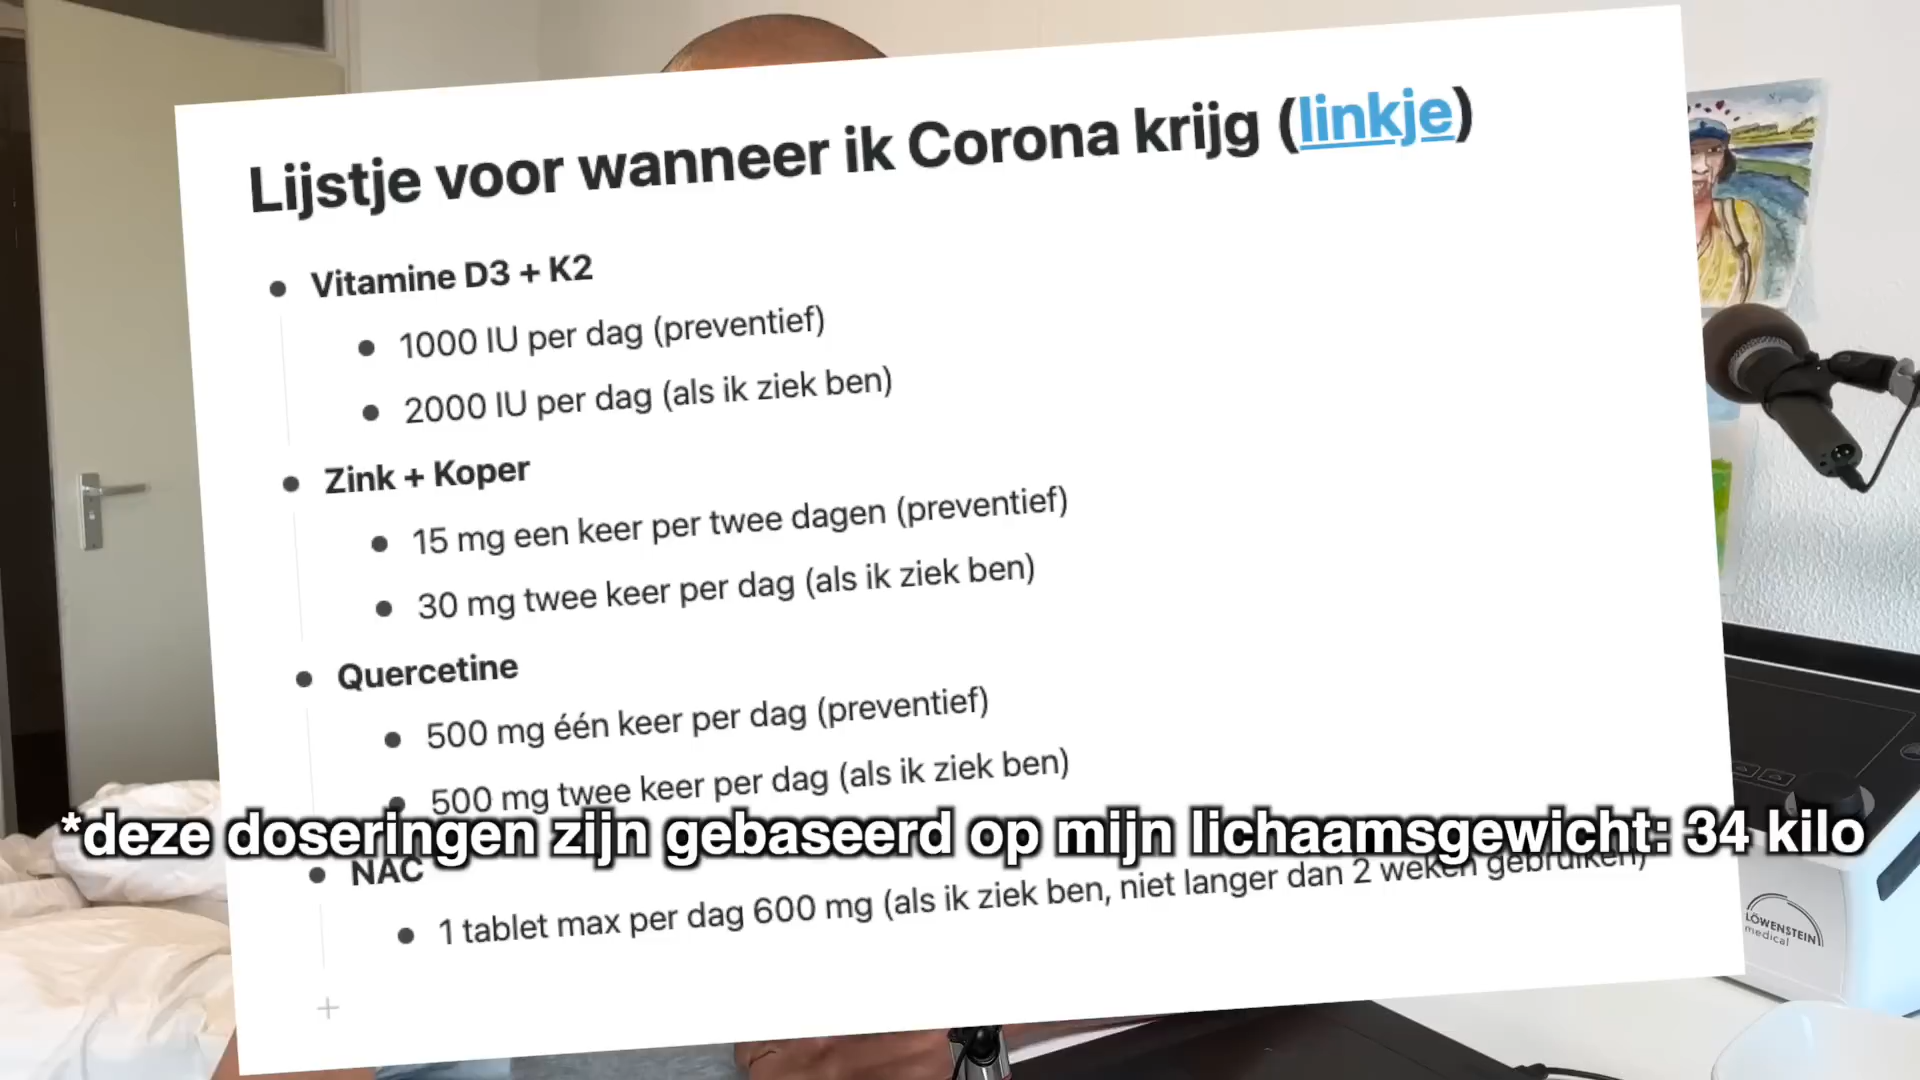 Lijstje voor wanneer ik Corona krijg (linkje)
Vitamine D3 + K2
1000 IU per dag (preventief)
2000 IU per dag (als ik ziek ben)
Zink + Koper
15 mg een keer per twee dagen (preventief)
30 mg twee keer per dag (als ik ziek ben)
Quercetine
500 mg één keer per dag (preventief)
500 mg twee keer per dag (als ik ziek ben)
*deze doseringen zijn gebaseerd op mijn lichaamsgewicht: 34 kilo
NAC
1 tablet max per dag 600 mg (als ik ziek ben, niet langer dan 2 weken gebruiken)
LÖWENSTEIN
medical